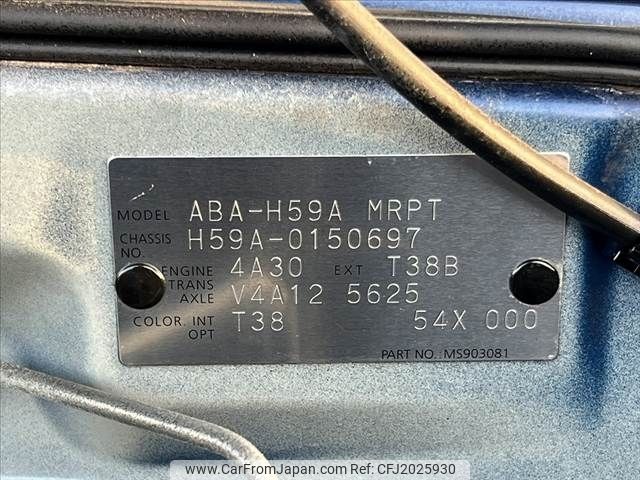 MODEL ABA-H59A MRPT
CHASSIS NO. H59A-0150697
ENGINE 4A30 EXT T38B
TRANS AXLE V4A12 5625
COLOR. INT OPT T38 54X 000
PART NO.: MS903081
www.CarFromJapan.com | CFJ2025930